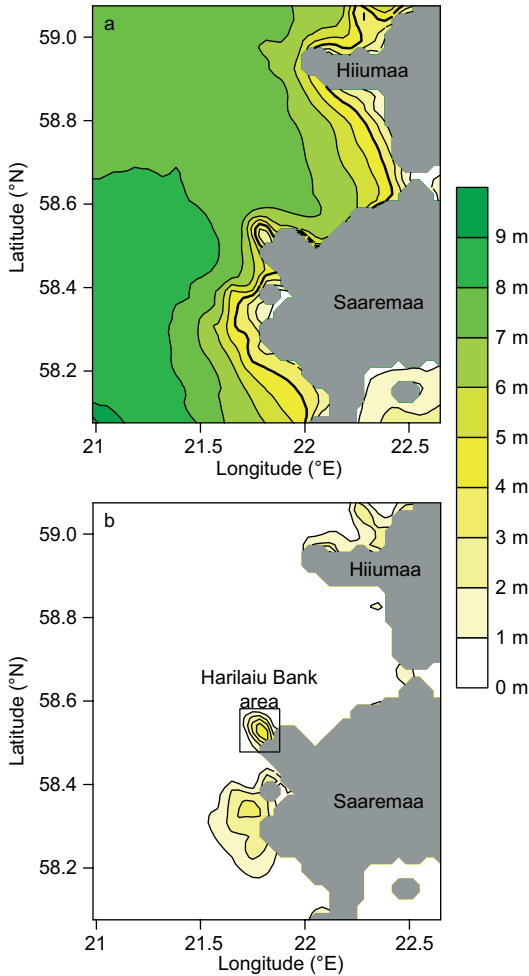 a
59.0
58.8
58.6
58.4
58.2
Latitude (°N)
Hiiumaa
Saaremaa
21
21.5
22
22.5
Longitude (°E)
9 m
8 m
7 m
6 m
5 m
4 m
3 m
2 m
1 m
0 m
b
59.0
58.8
58.6
58.4
58.2
Latitude (°N)
Hiiumaa
Harilaiu Bank
area
Saaremaa
21
21.5
22
22.5
Longitude (°E)